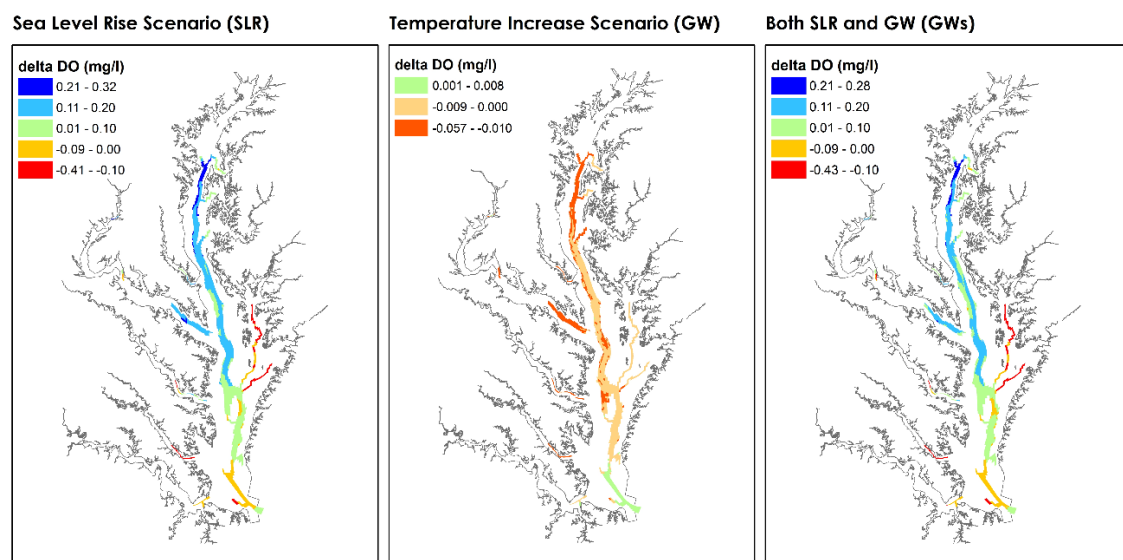 Sea Level Rise Scenario (SLR)
delta DO (mg/l)
0.21 - 0.32
0.11 - 0.20
0.01 - 0.10
-0.09 - 0.00
-0.41 - -0.10
Temperature Increase Scenario (GW)
delta DO (mg/l)
0.001 - 0.008
-0.009 - 0.000
-0.057 - -0.010
Both SLR and GW (GWs)
delta DO (mg/l)
0.21 - 0.28
0.11 - 0.20
0.01 - 0.10
-0.09 - 0.00
-0.43 - -0.10